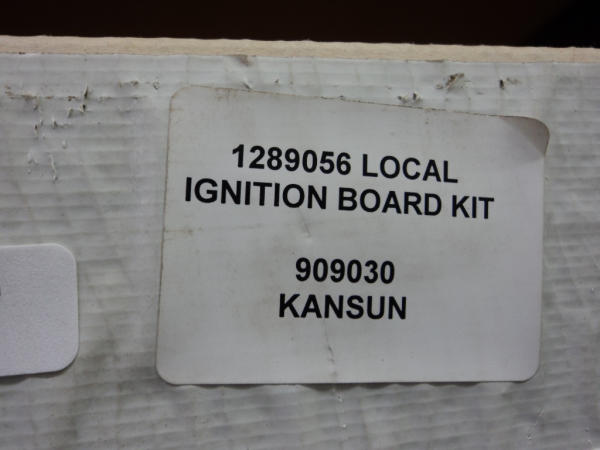 1289056 LOCAL
IGNITION BOARD KIT
909030
KANSUN